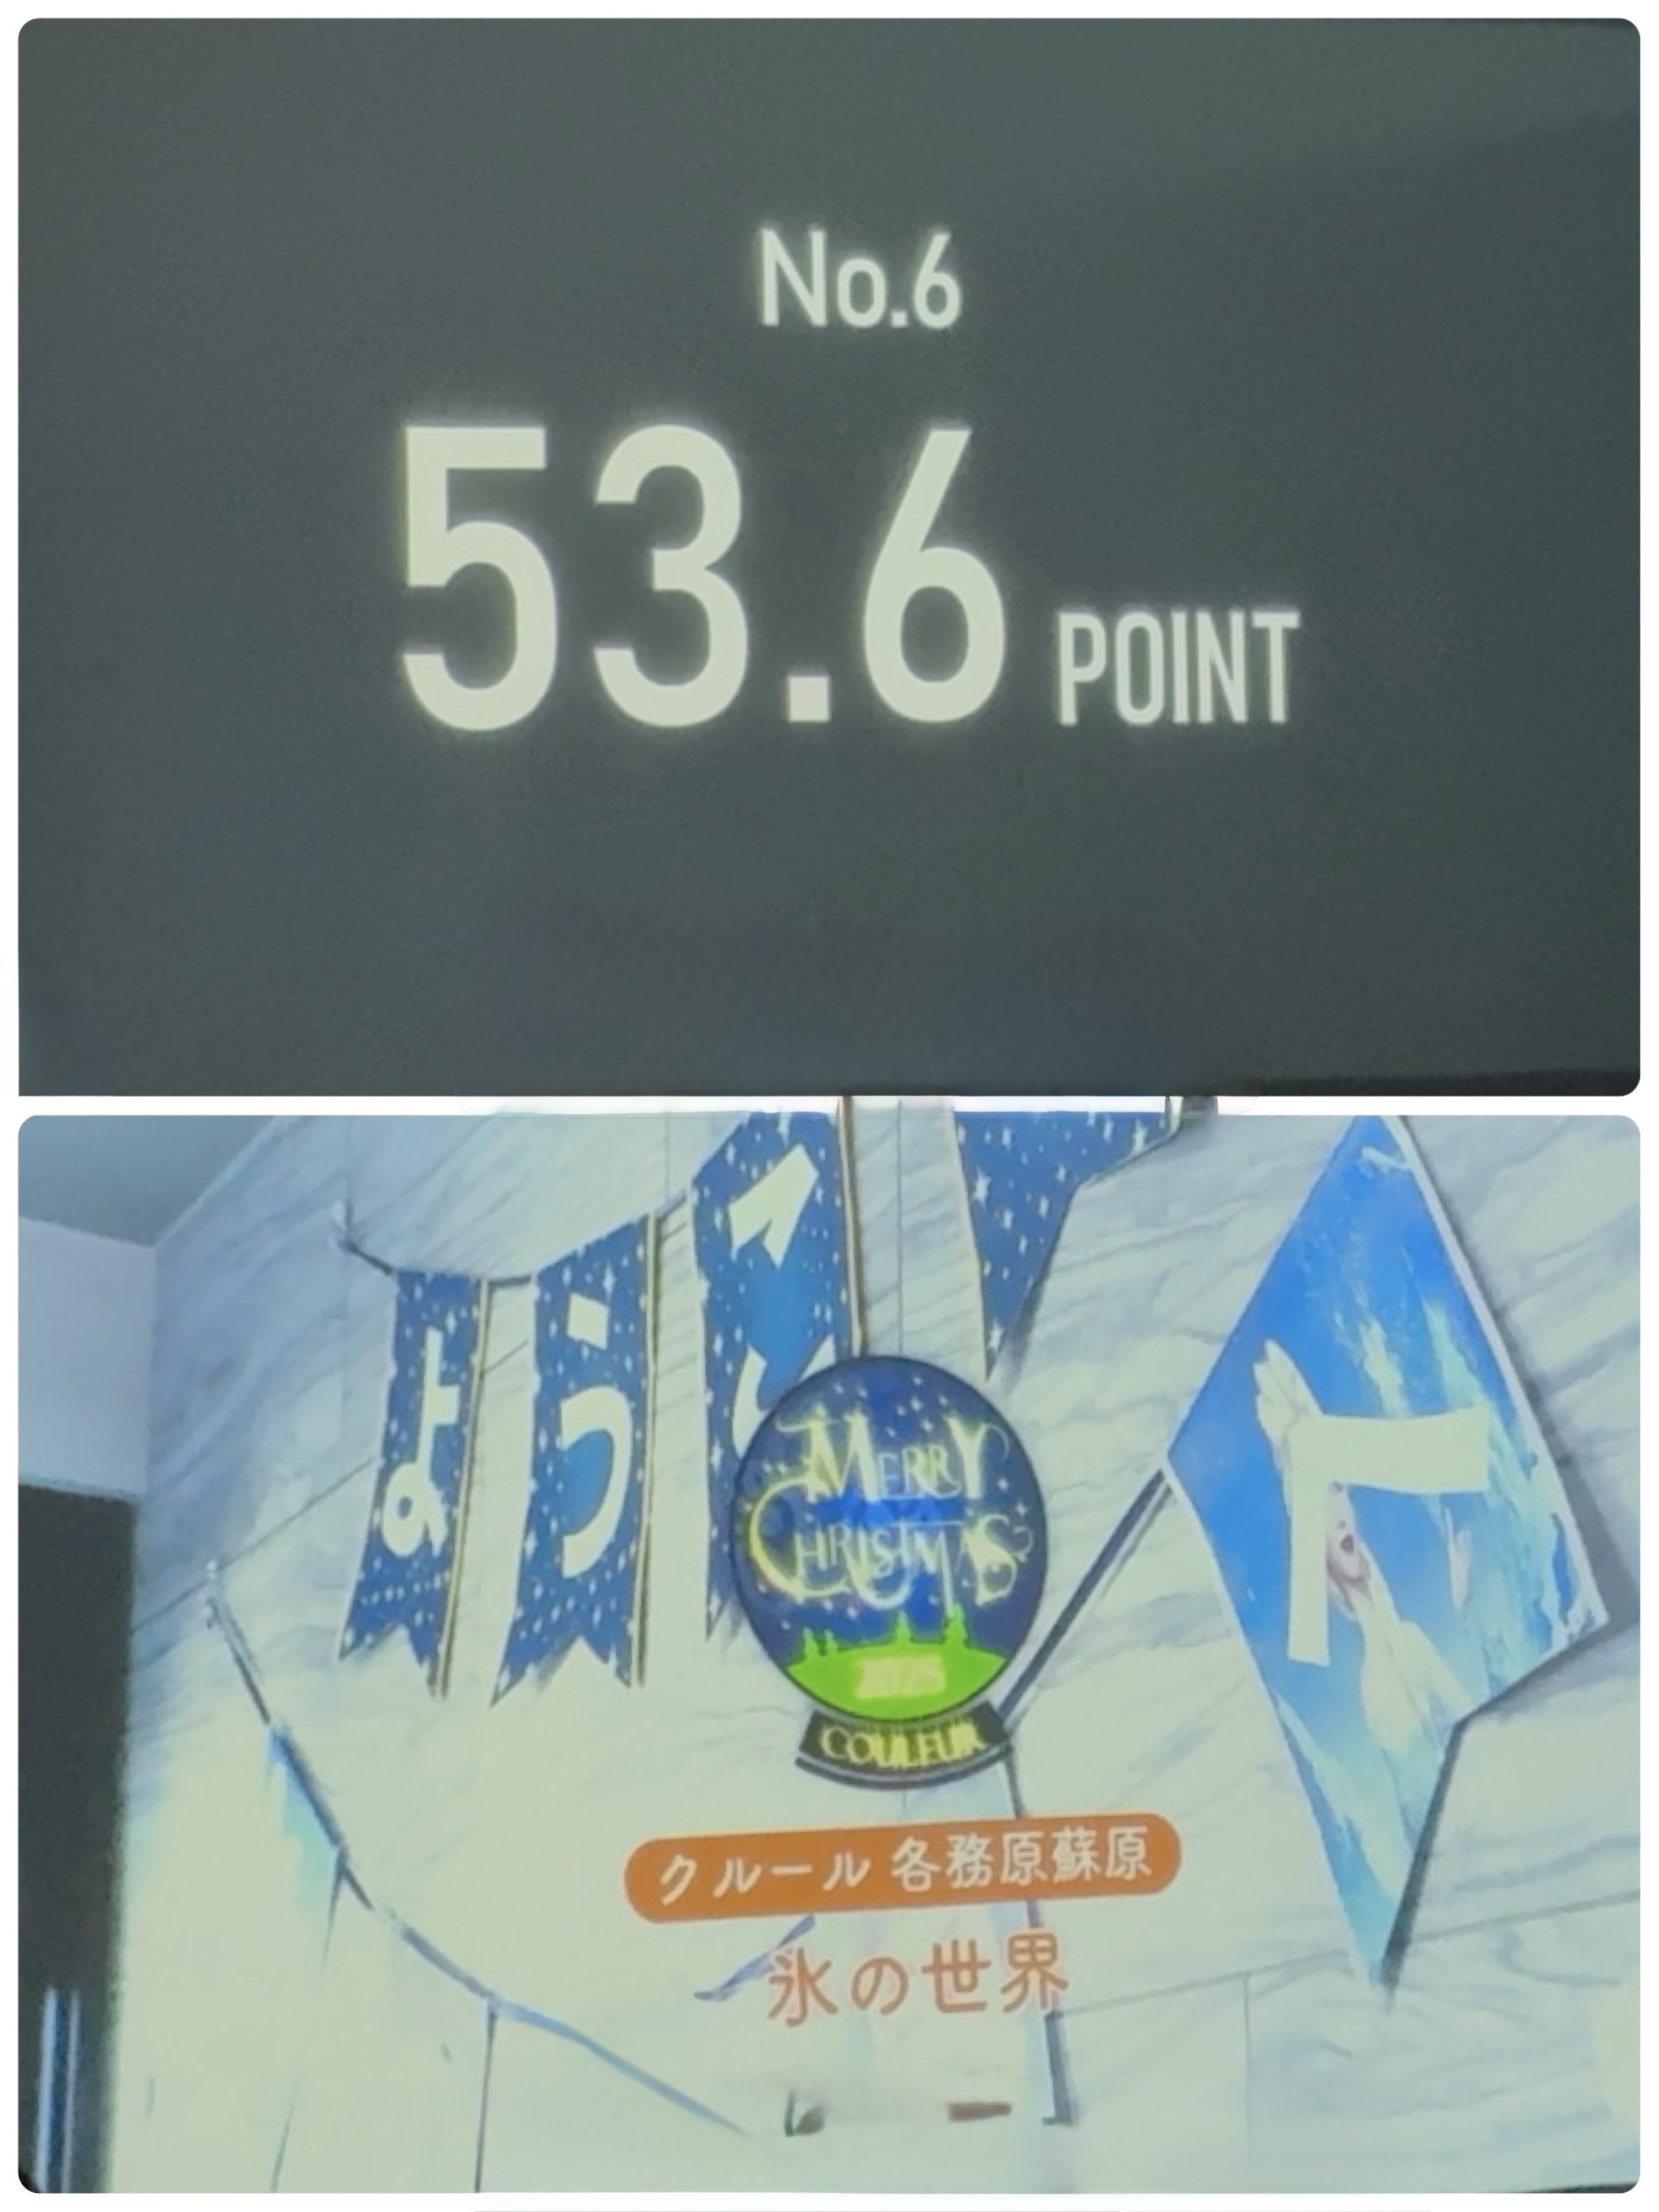 No.6
53.6 POINT
よ
う
MERRY
CHRISTMAS
2025
COULEUR
クルール 各務原蘇原
氷の世界